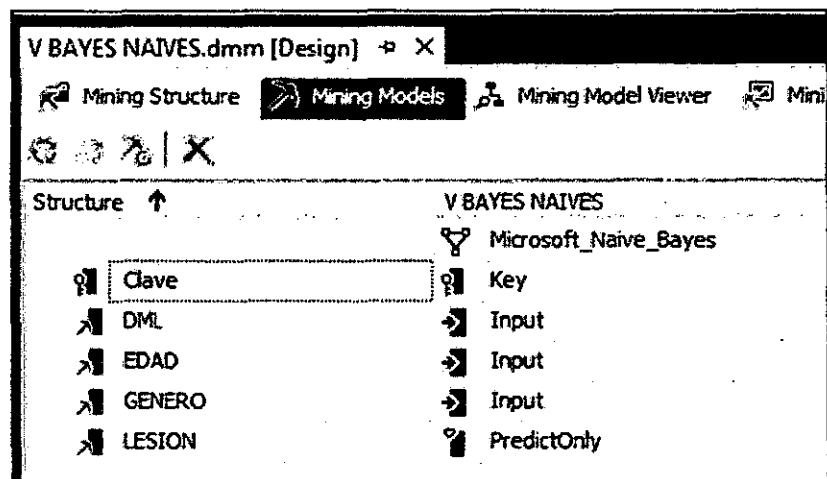 V BAYES NAIVES.dmm [Design]
Mining Structure Mining Models Mining Model Viewer Mini
Structure V BAYES NAIVES
Microsoft_Naive_Bayes
Clave Key
DML Input
EDAD Input
GENERO Input
LESION PredictOnly